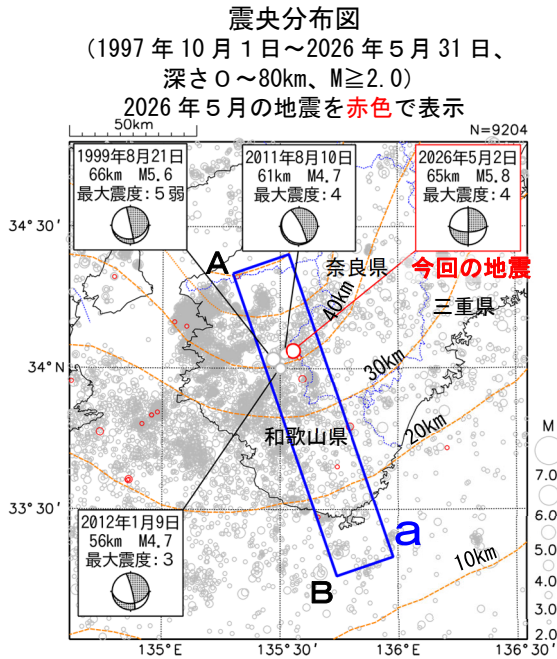 震央分布図
（1997 年 10 月１日～2026 年５月 31 日、
深さ０～80km、M≧2.0）
2026 年５月の地震を赤色で表示
50km
N=9204
1999年8月21日
66km M5.6
最大震度：５弱
2011年8月10日
61km M4.7
最大震度：４
2026年5月2日
65km M5.8
最大震度：４
34°30'
A
奈良県
今回の地震
40km
三重県
34°N
30km
20km
和歌山県
M
7.0
6.0
5.0
4.0
3.0
2.0
33°30'
2012年1月9日
56km M4.7
最大震度：３
a
10km
B
135°E
135°30'
136°E
136°30'